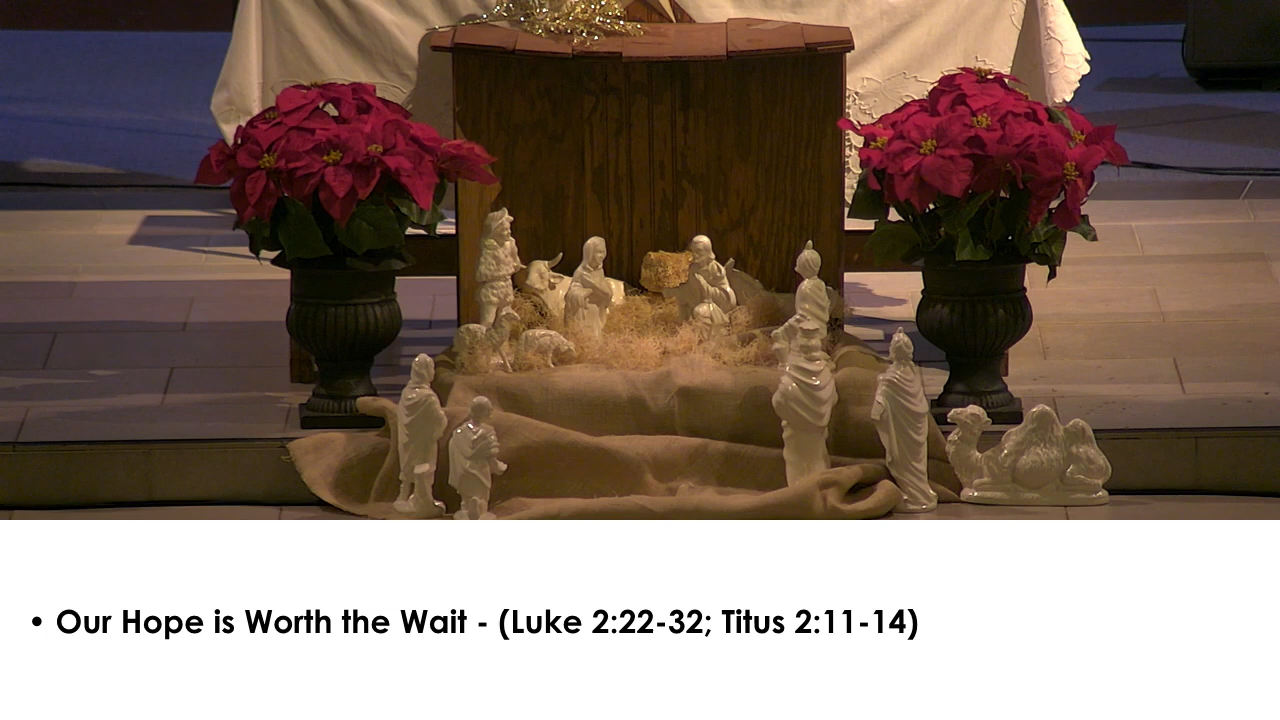 • Our Hope is Worth the Wait - (Luke 2:22-32; Titus 2:11-14)